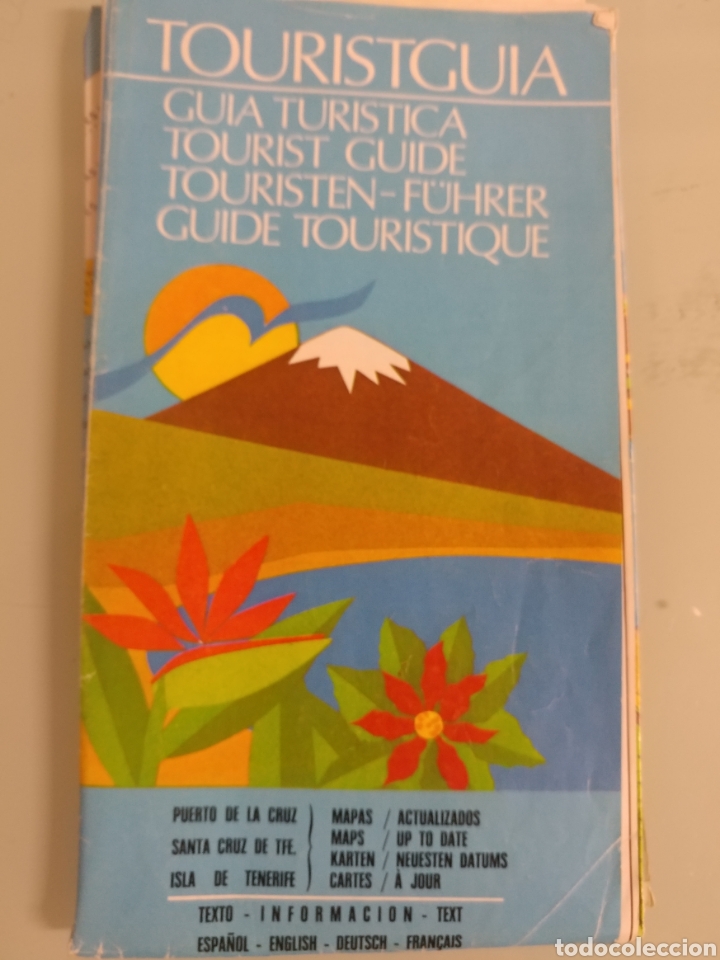 TOURISTGUIA
GUIA TURISTICA
TOURIST GUIDE
TOURISTEN-FÜHRER
GUIDE TOURISTIQUE
PUERTO DE LA CRUZ
SANTA CRUZ DE TFE.
ISLA DE TENERIFE
MAPAS / ACTUALIZADOS
MAPS / UP TO DATE
KARTEN / NEUESTEN DATUMS
CARTES / À JOUR
TEXTO - INFORMACION - TEXT
ESPAÑOL - ENGLISH - DEUTSCH - FRANÇAIS
todocoleccion